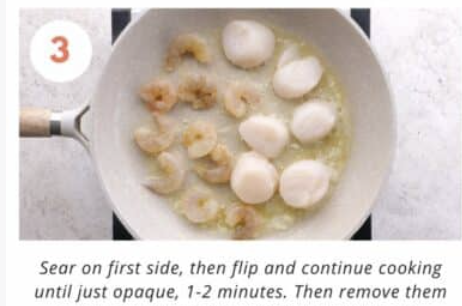 3
Sear on first side, then flip and continue cooking
until just opaque, 1-2 minutes. Then remove them